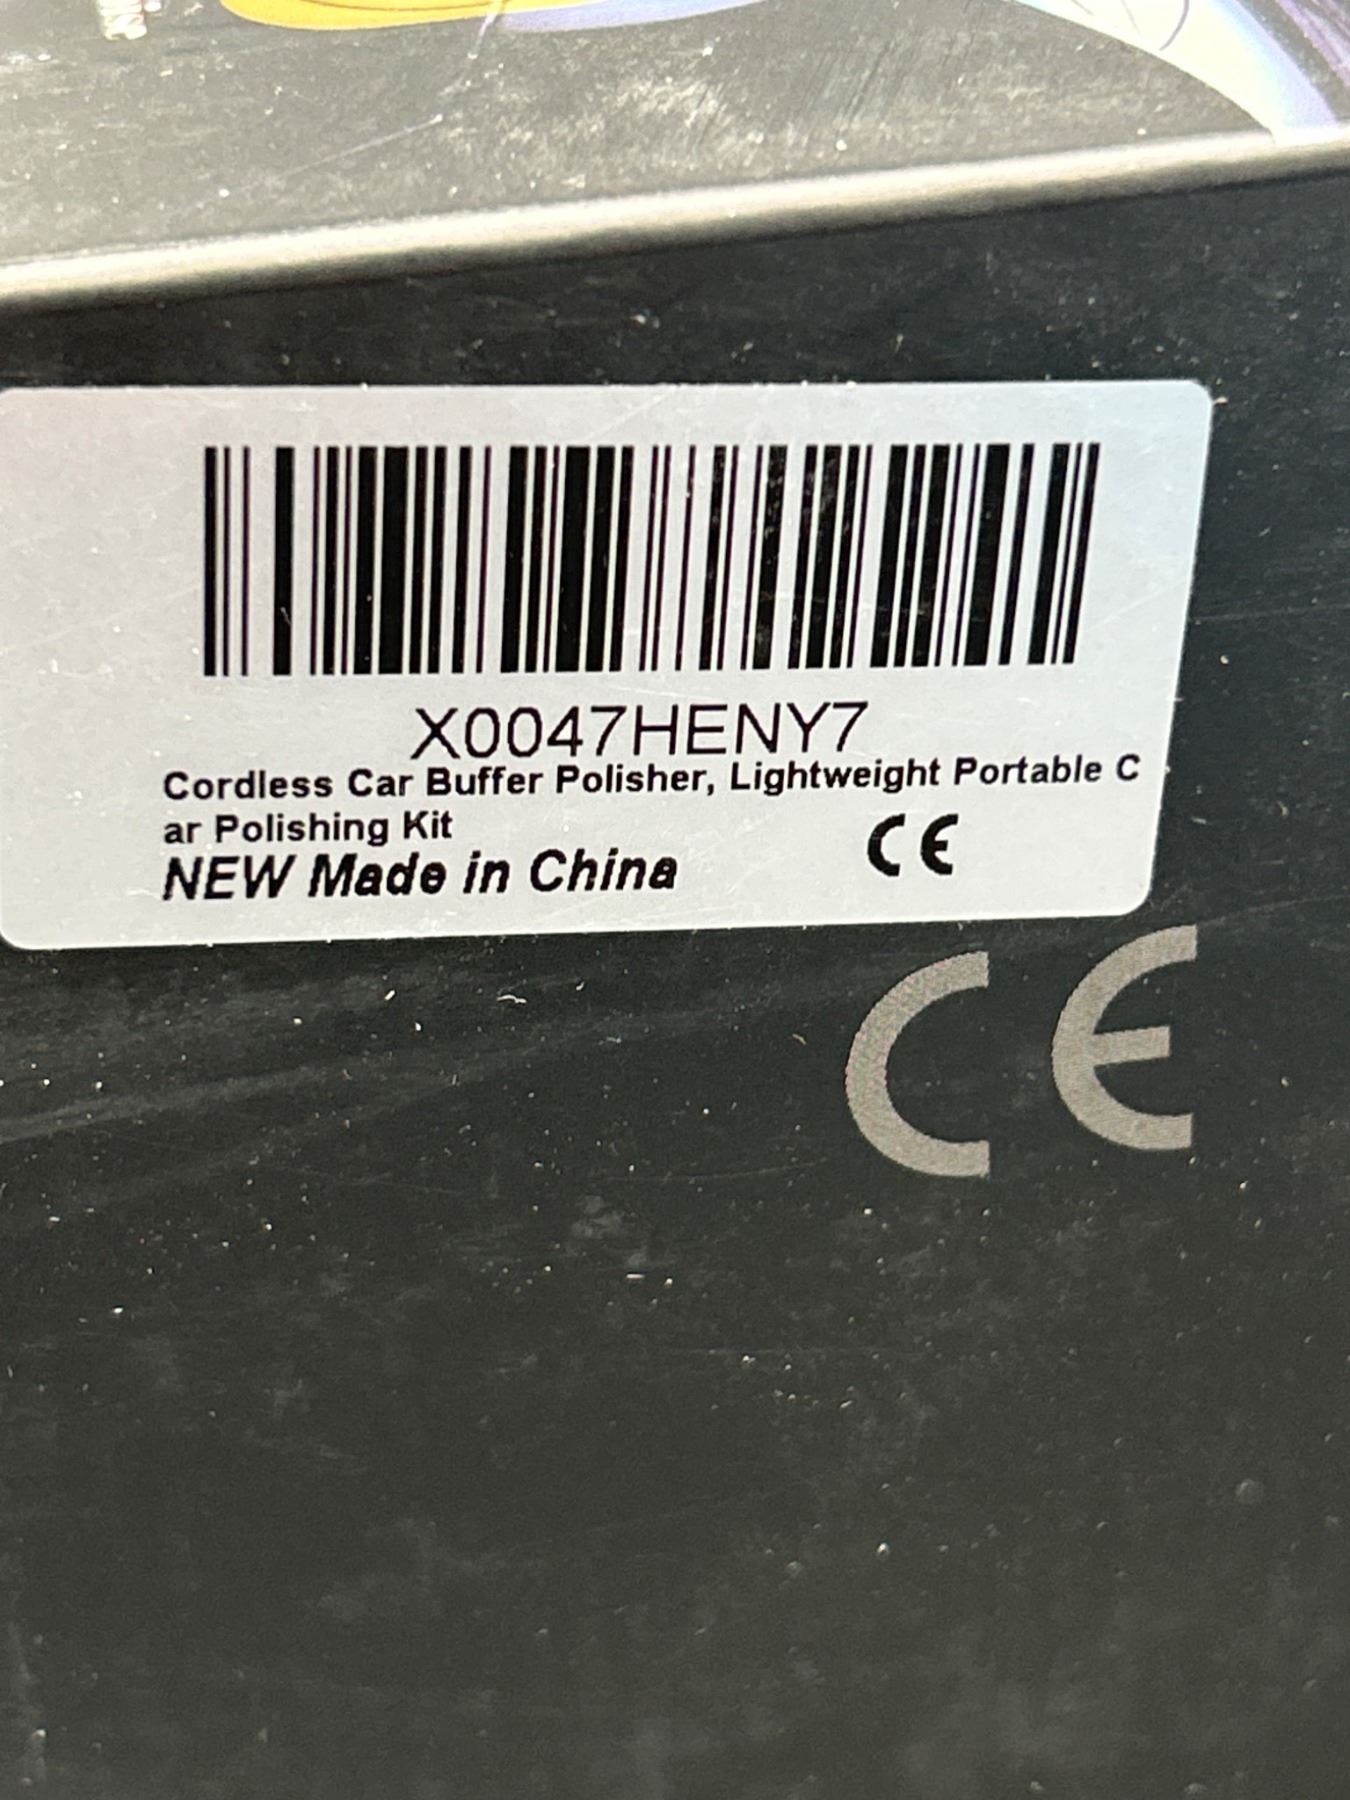 X0047HENY7
Cordless Car Buffer Polisher, Lightweight Portable C
ar Polishing Kit
NEW Made in China CE
CE